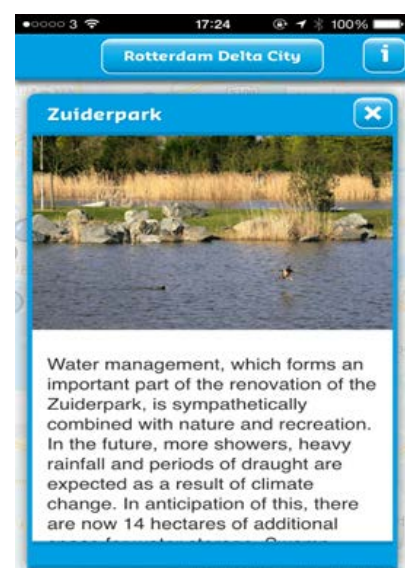 3 17:24 100%
Rotterdam Delta City i
Zuiderpark
Water management, which forms an
important part of the renovation of the
Zuiderpark, is sympathetically
combined with nature and recreation.
In the future, more showers, heavy
rainfall and periods of draught are
expected as a result of climate
change. In anticipation of this, there
are now 14 hectares of additional